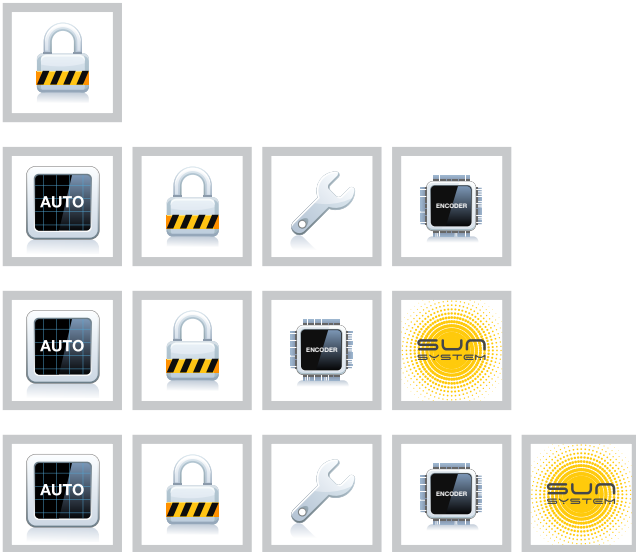 AUTO
ENCODER
AUTO
ENCODER
SUN
SYSTEM
AUTO
ENCODER
SUN
SYSTEM